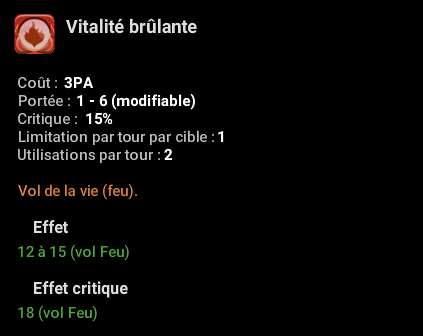 Vitalité brûlante
Coût : 3PA
Portée : 1 - 6 (modifiable)
Critique : 15%
Limitation par tour par cible : 1
Utilisations par tour : 2
Vol de la vie (feu).
Effet
12 à 15 (vol Feu)
Effet critique
18 (vol Feu)